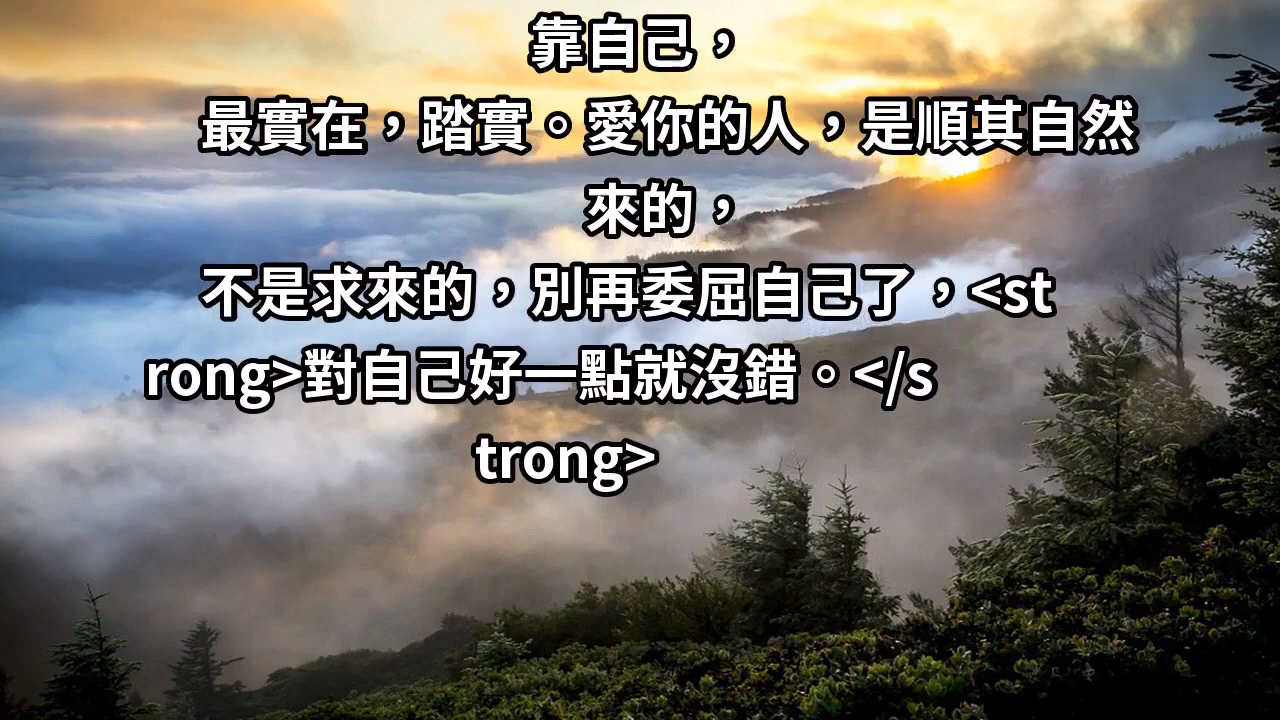 靠自己，
最實在，踏實。愛你的人，是順其自然
來的，
不是求來的，別再委屈自己了，<st
rong>對自己好一點就沒錯。</s
trong>